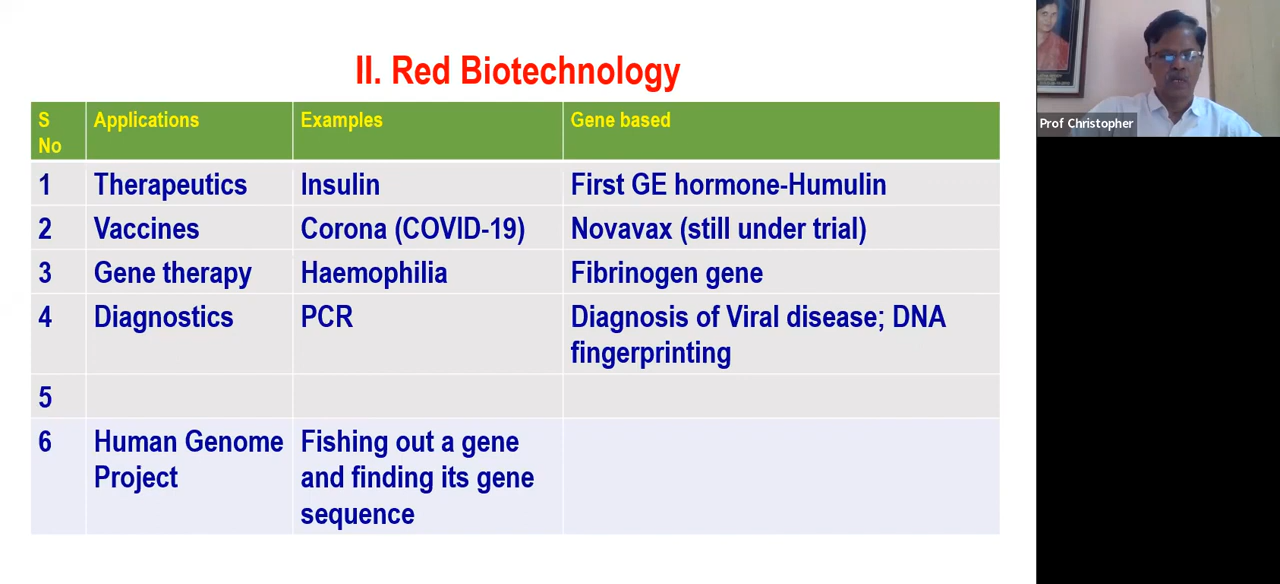 II. Red Biotechnology
S No Applications Examples Gene based
1 Therapeutics Insulin First GE hormone-Humulin
2 Vaccines Corona (COVID-19) Novavax (still under trial)
3 Gene therapy Haemophilia Fibrinogen gene
4 Diagnostics PCR Diagnosis of Viral disease; DNA
fingerprinting
5
6 Human Genome Fishing out a gene
Project and finding its gene
sequence
Prof Christopher